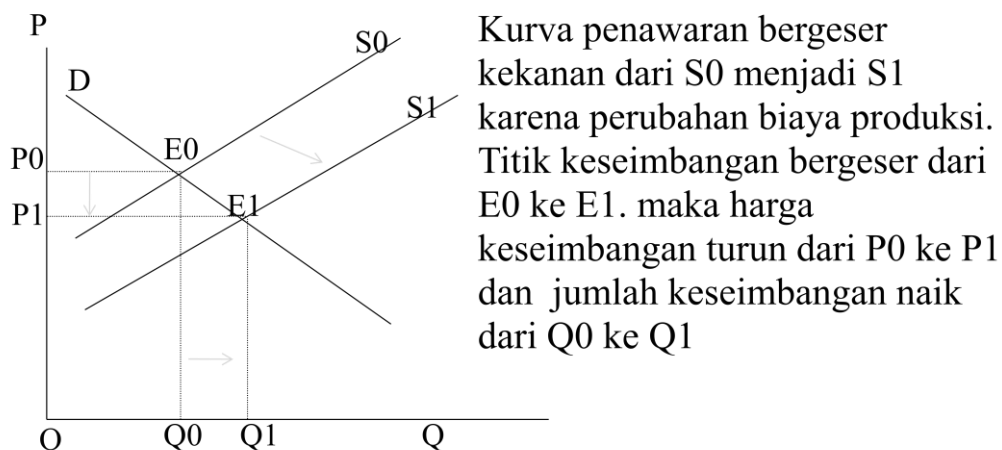 P
S0
D
S1
P0
E0
P1
E1
O
Q0
Q1
Q
Kurva penawaran bergeser
kekanan dari S0 menjadi S1
karena perubahan biaya produksi.
Titik keseimbangan bergeser dari
E0 ke E1. maka harga
keseimbangan turun dari P0 ke P1
dan jumlah keseimbangan naik
dari Q0 ke Q1